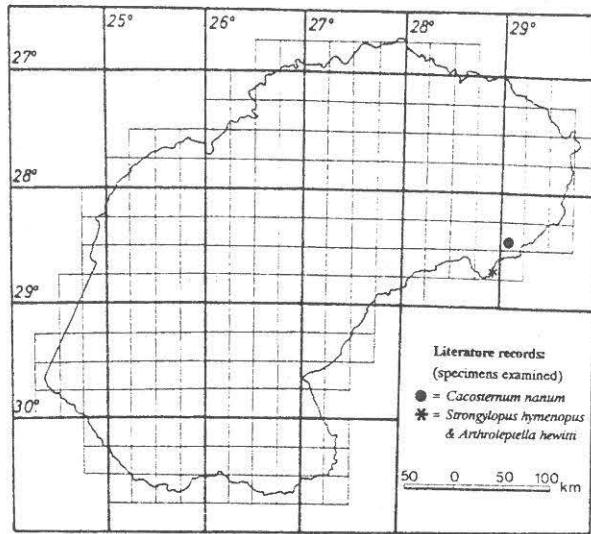 25° 26° 27° 28° 29°
27°
28°
29°
30°
Literature records:
(specimens examined)
● = Cacosternum nanum
* = Strongylopus hymenopus
& Arthroleptella hewitti
50 0 50 100
km